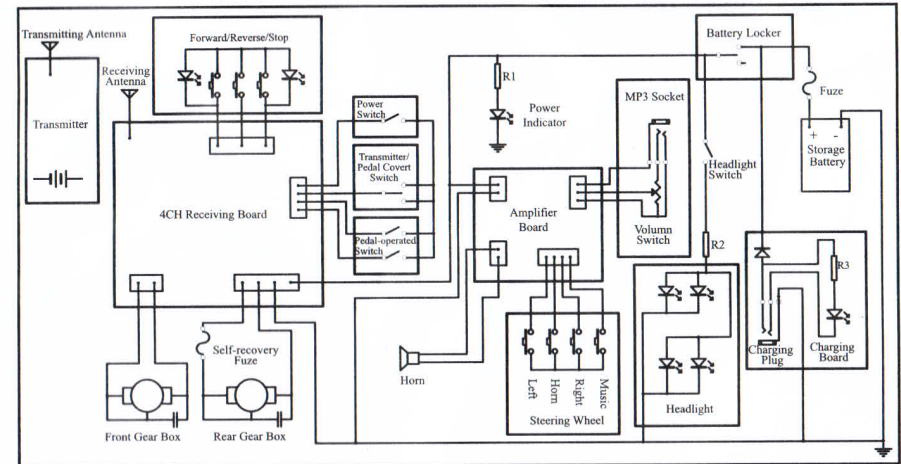 Transmitting Antenna
Forward/Reverse/Stop
Battery Locker
Receiving
Antenna
R1
Fuze
Transmitter
Power
Switch
Power
Indicator
MP3 Socket
+ -
Storage
Battery
Transmitter/
Pedal Covert
Switch
Headlight
Switch
4CH Receiving Board
Amplifier
Board
Pedal-operated
Switch
Volumn
Switch
R2
R3
Self-recovery
Fuze
Horn
Charging
Plug
Charging
Board
Left
Horn
Right
Music
Headlight
Steering Wheel
Front Gear Box
Rear Gear Box